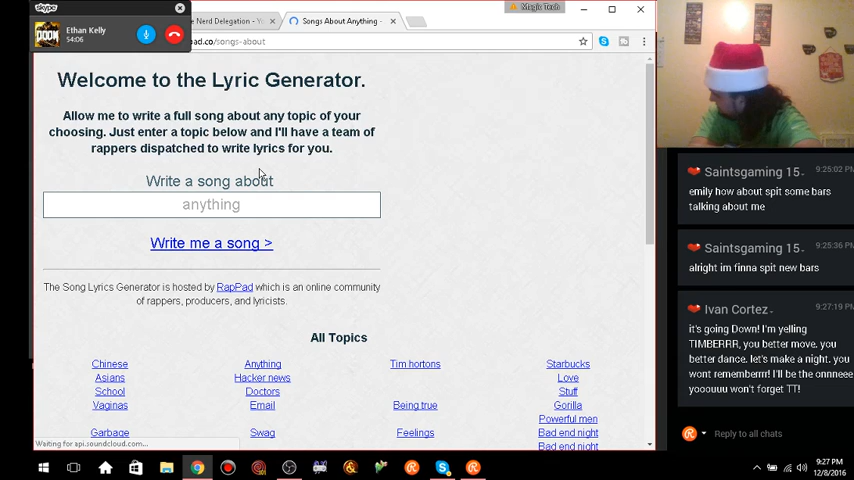 skype
Ethan Kelly
54:06
DOOM
e Nerd Delegation - Yo
Songs About Anything -
Magic Tech
pad.co/songs-about
Welcome to the Lyric Generator.
Allow me to write a full song about any topic of your
choosing. Just enter a topic below and I'll have a team of
rappers dispatched to write lyrics for you.
Write a song about
anything
Write me a song >
The Song Lyrics Generator is hosted by RapPad which is an online community
of rappers, producers, and lyricists.
All Topics
Chinese Anything Tim hortons Starbucks
Asians Hacker news Love
School Doctors Stuff
Vaginas Email Being true Gorilla
Powerful men
Garbage Swag Feelings Bad end night
Bad end night
Waiting for api.soundcloud.com...
Saintsgaming 15 9:25:02 PM
emily how about spit some bars
talking about me
Saintsgaming 15 9:25:36 PM
alright im finna spit new bars
Ivan Cortez 9:27:19 PM
it's going Down! I'm yelling
TIMBERRR, you better move. you
better dance. let's make a night. you
wont rememberrr! I'll be the onnneee
yooouuu won't forget TT!
Reply to all chats
9:27 PM
12/8/2016